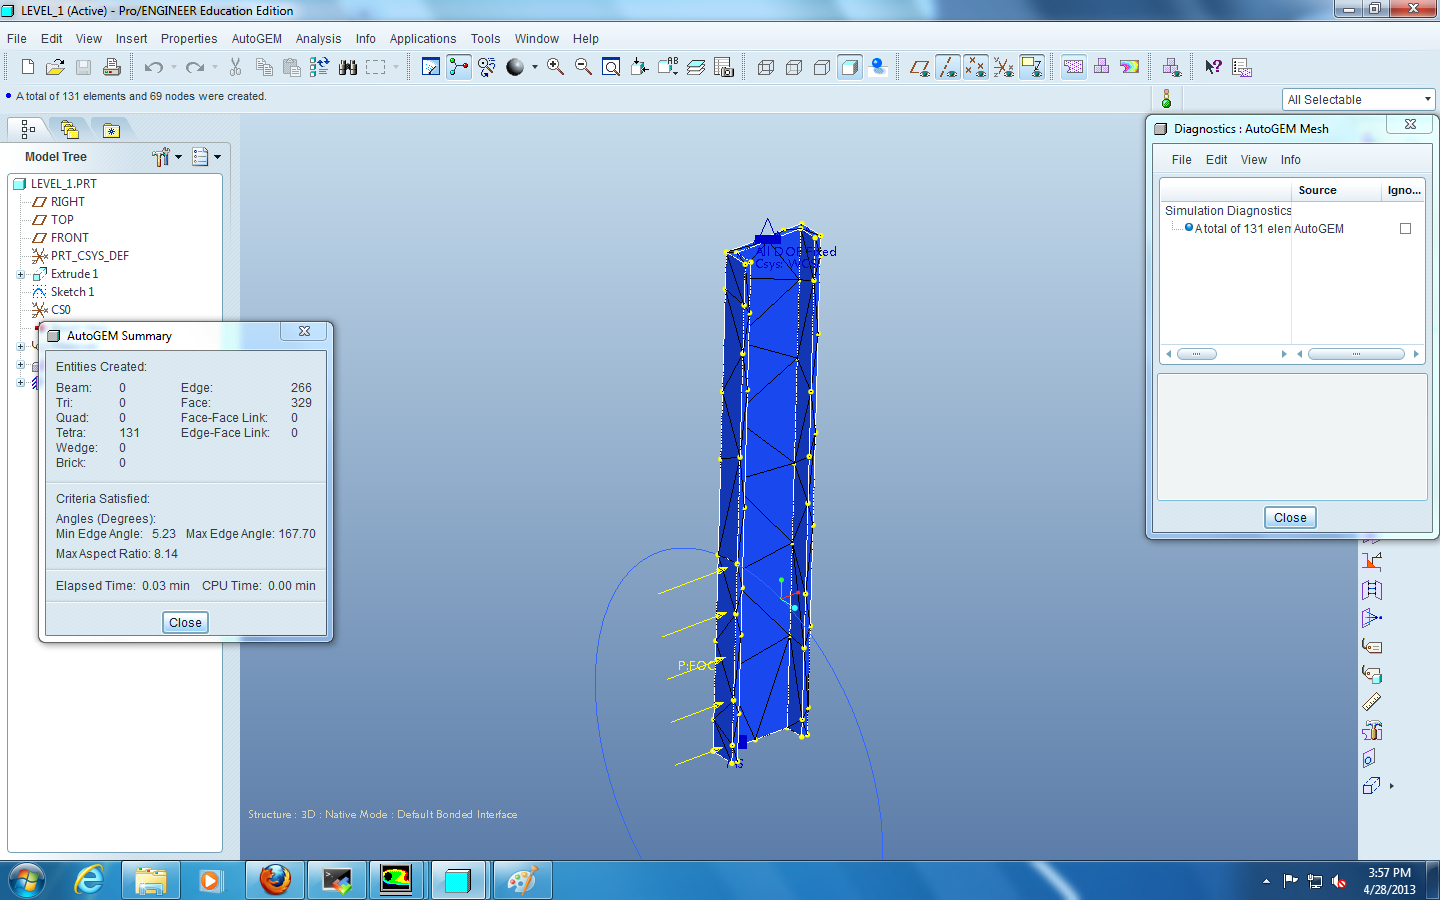 LEVEL_1 (Active) - Pro/ENGINEER Education Edition
File Edit View Insert Properties AutoGEM Analysis Info Applications Tools Window Help
A total of 131 elements and 69 nodes were created.
All Selectable
Model Tree
LEVEL_1.PRT
RIGHT
TOP
FRONT
PRT_CSYS_DEF
Extrude 1
Sketch 1
CS0
AutoGEM Summary
Entities Created:
Beam: 0 Edge: 266
Tri: 0 Face: 329
Quad: 0 Face-Face Link: 0
Tetra: 131 Edge-Face Link: 0
Wedge: 0
Brick: 0
Criteria Satisfied:
Angles (Degrees):
Min Edge Angle: 5.23 Max Edge Angle: 167.70
Max Aspect Ratio: 8.14
Elapsed Time: 0.03 min CPU Time: 0.00 min
Close
All DOF Fixed
Csys:
Structure : 3D : Native Mode : Default Bonded Interface
Diagnostics : AutoGEM Mesh
File Edit View Info
Source Igno...
Simulation Diagnostics
A total of 131 elem AutoGEM
Close
3:57 PM
4/28/2013